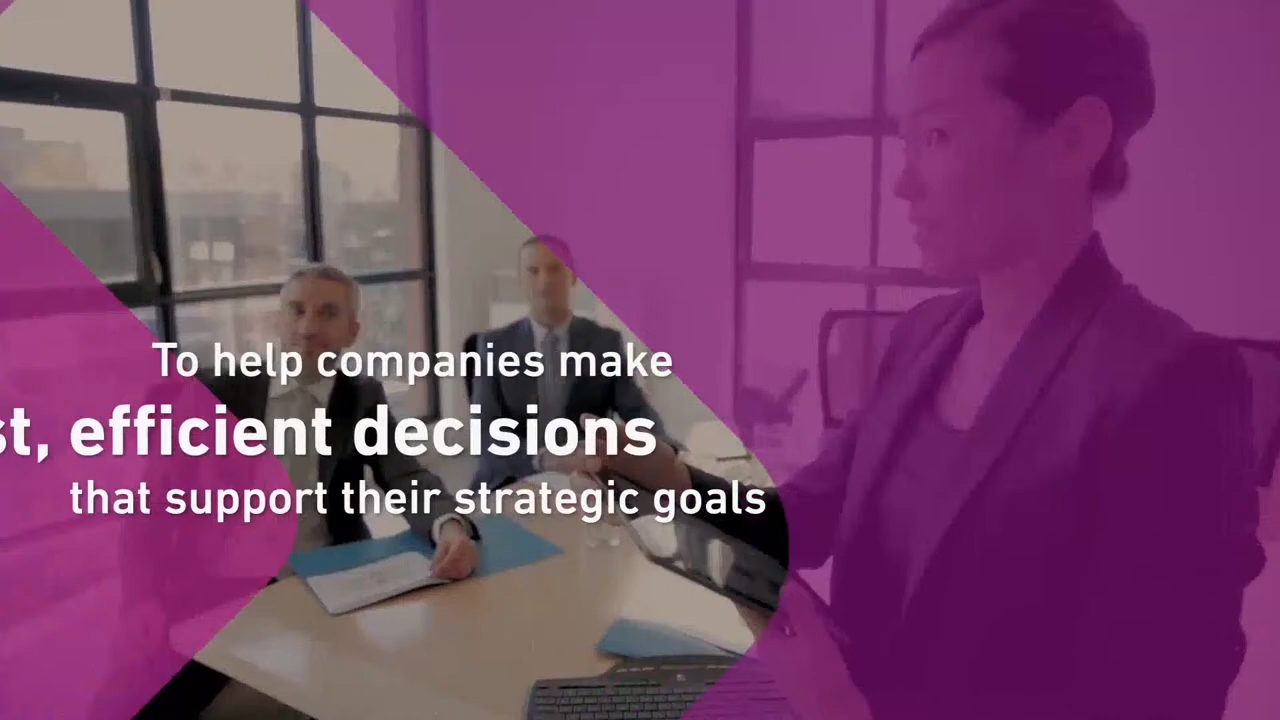 To help companies make
st, efficient decisions
that support their strategic goals